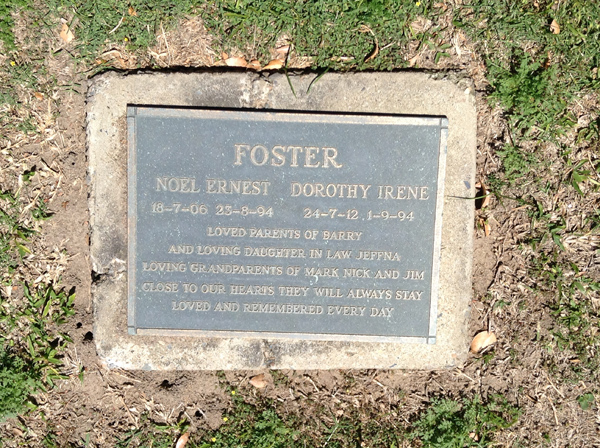 FOSTER
NOEL ERNEST DOROTHY IRENE
18-7-06 23-8-94 24-7-12 1-9-94
LOVED PARENTS OF BARRY
AND LOVING DAUGHTER IN LAW JEFFNA
LOVING GRANDPARENTS OF MARK NICK AND JIM
CLOSE TO OUR HEARTS THEY WILL ALWAYS STAY
LOVED AND REMEMBERED EVERY DAY